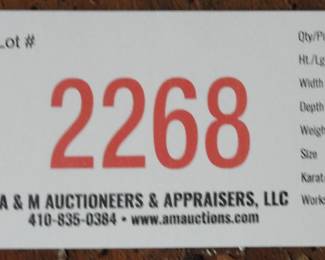 Lot #
2268
A & M AUCTIONEERS & APPRAISERS, LLC
410-835-0384 • www.amauctions.com
Qty/P
Ht./Lg
Width
Depth
Weigh
Size
Karat
Works